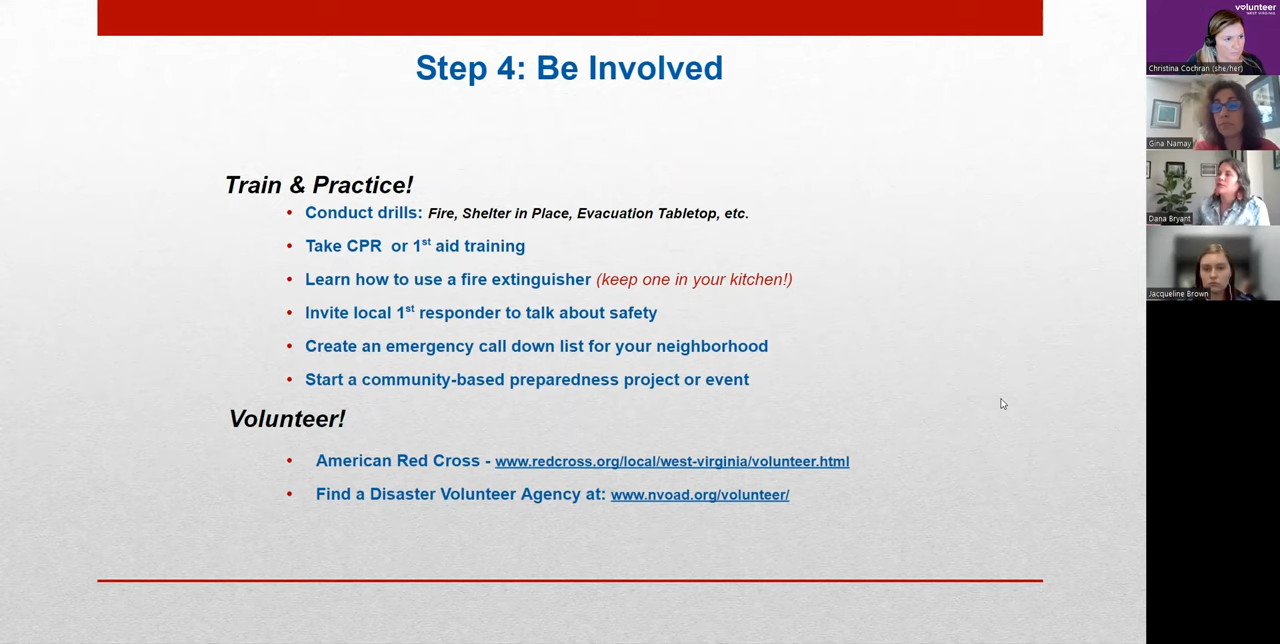 Step 4: Be Involved
Train & Practice!
• Conduct drills: Fire, Shelter in Place, Evacuation Tabletop, etc.
• Take CPR or 1st aid training
• Learn how to use a fire extinguisher (keep one in your kitchen!)
• Invite local 1st responder to talk about safety
• Create an emergency call down list for your neighborhood
• Start a community-based preparedness project or event
Volunteer!
• American Red Cross - www.redcross.org/local/west-virginia/volunteer.html
• Find a Disaster Volunteer Agency at: www.nvoad.org/volunteer/
volunteer
WEST VIRGINIA
Christina Cochran (she/her)
Gina Namay
Dana Bryant
Jacqueline Brown